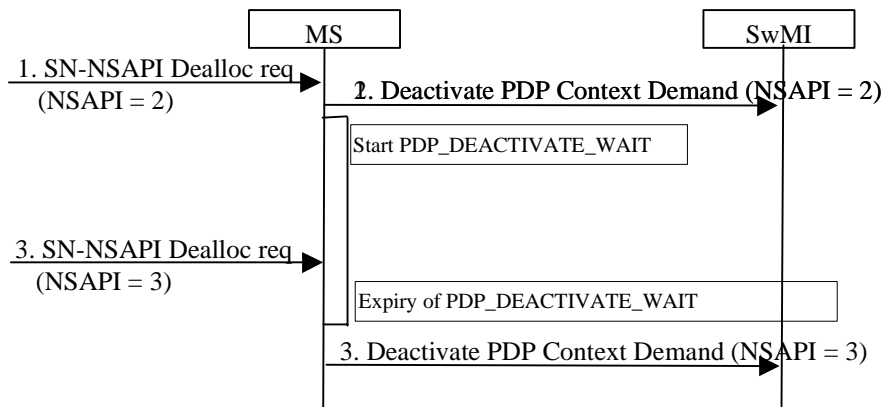 MS
SwMI
1. SN-NSAPI Dealloc req
(NSAPI = 2)
2. Deactivate PDP Context Demand (NSAPI = 2)
Start PDP_DEACTIVATE_WAIT
3. SN-NSAPI Dealloc req
(NSAPI = 3)
Expiry of PDP_DEACTIVATE_WAIT
3. Deactivate PDP Context Demand (NSAPI = 3)